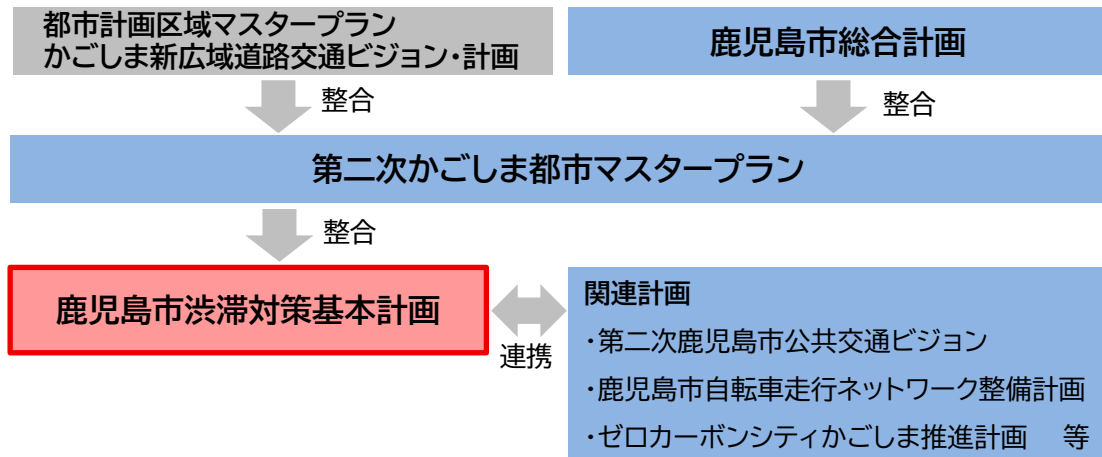 都市計画区域マスタープラン
かごしま新広域道路交通ビジョン・計画
鹿児島市総合計画
整合
整合
第二次かごしま都市マスタープラン
整合
鹿児島市渋滞対策基本計画
連携
関連計画
・第二次鹿児島市公共交通ビジョン
・鹿児島市自転車走行ネットワーク整備計画
・ゼロカーボンシティかごしま推進計画　等